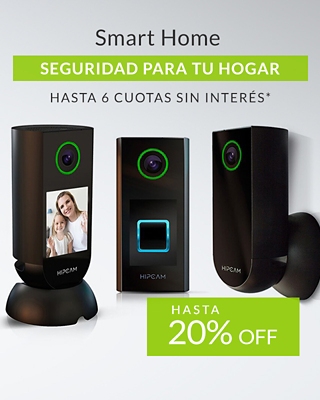 Smart Home
SEGURIDAD PARA TU HOGAR
HASTA 6 CUOTAS SIN INTERÉS*
HIPCAM
HIPCAM
HIPCAM
HASTA
20% OFF